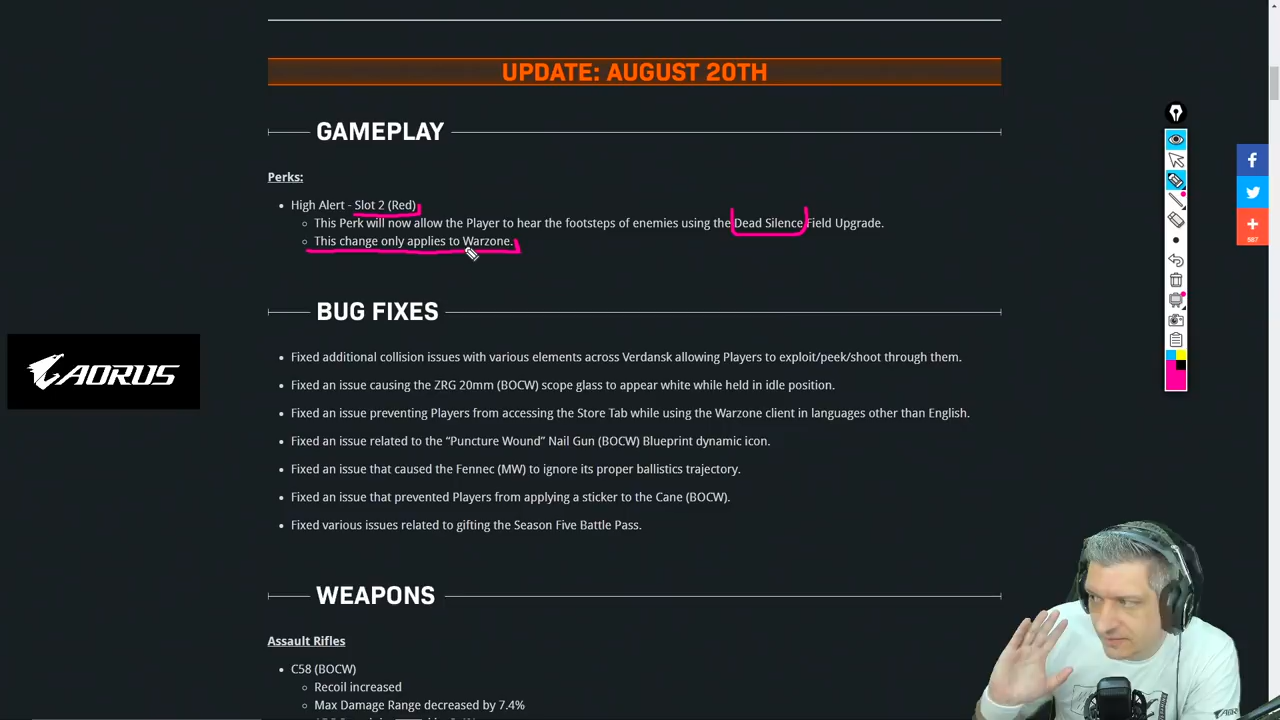 UPDATE: AUGUST 20TH
GAMEPLAY
Perks:
High Alert - Slot 2 (Red)
This Perk will now allow the Player to hear the footsteps of enemies using the Dead Silence Field Upgrade.
This change only applies to Warzone.
BUG FIXES
Fixed additional collision issues with various elements across Verdansk allowing Players to exploit/peek/shoot through them.
Fixed an issue causing the ZRG 20mm (BOCW) scope glass to appear white while held in idle position.
AORUS
Fixed an issue preventing Players from accessing the Store Tab while using the Warzone client in languages other than English.
Fixed an issue related to the “Puncture Wound” Nail Gun (BOCW) Blueprint dynamic icon.
Fixed an issue that caused the Fennec (MW) to ignore its proper ballistics trajectory.
Fixed an issue that prevented Players from applying a sticker to the Cane (BOCW).
Fixed various issues related to gifting the Season Five Battle Pass.
WEAPONS
Assault Rifles
C58 (BOCW)
Recoil increased
Max Damage Range decreased by 7.4%